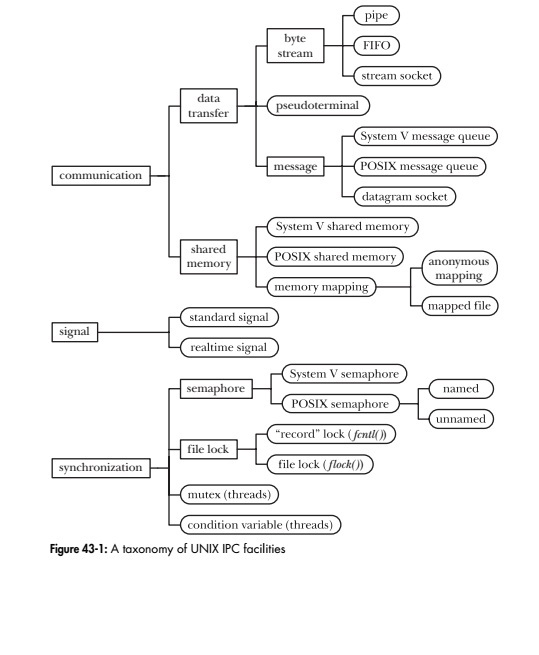 pipe
byte
stream
FIFO
stream socket
data
transfer
pseudoterminal
System V message queue
message
POSIX message queue
datagram socket
communication
System V shared memory
shared
memory
POSIX shared memory
anonymous
mapping
memory mapping
mapped file
standard signal
signal
realtime signal
System V semaphore
semaphore
named
POSIX semaphore
unnamed
"record" lock (fcntl())
file lock
file lock (flock())
synchronization
mutex (threads)
condition variable (threads)
Figure 43-1: A taxonomy of UNIX IPC facilities